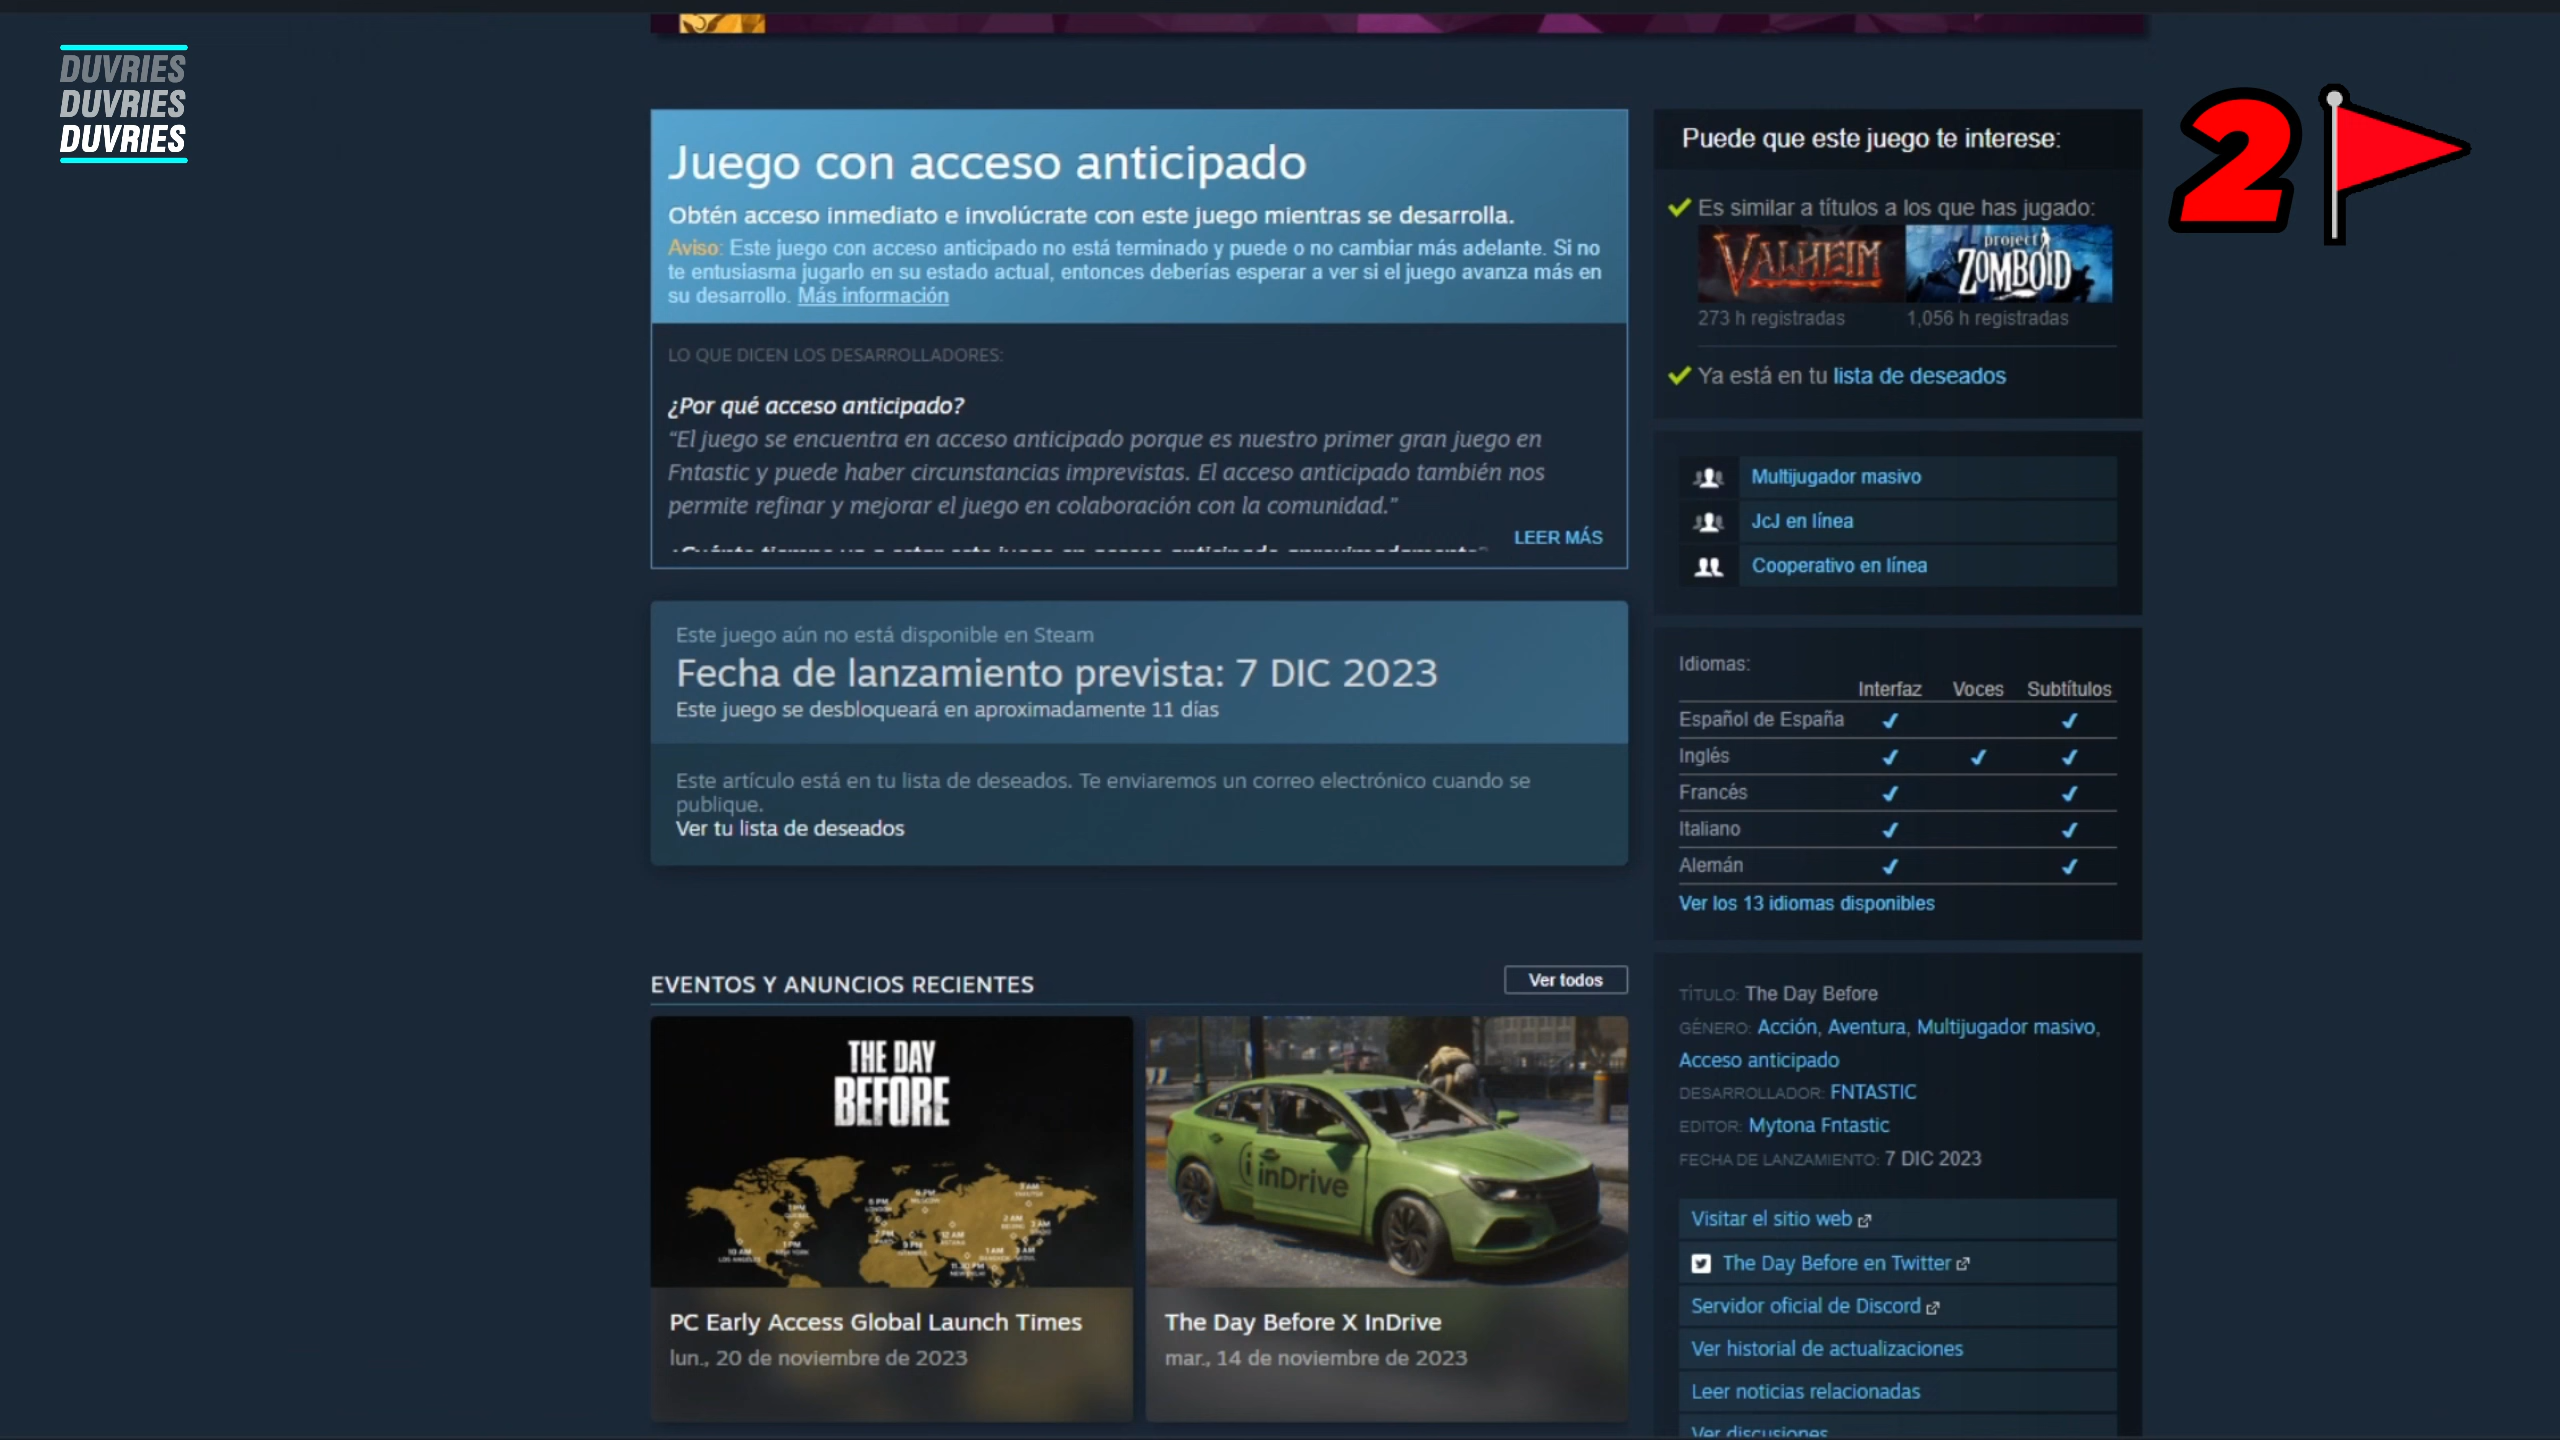 DUVRIES
DUVRIES
DUVRIES
2
Juego con acceso anticipado
Obtén acceso inmediato e involúcrate con este juego mientras se desarrolla.
Aviso: Este juego con acceso anticipado no está terminado y puede o no cambiar más adelante. Si no
te entusiasma jugarlo en su estado actual, entonces deberías esperar a ver si el juego avanza más en
su desarrollo. Más información
LO QUE DICEN LOS DESARROLLADORES:
¿Por qué acceso anticipado?
“El juego se encuentra en acceso anticipado porque es nuestro primer gran juego en
Fntastic y puede haber circunstancias imprevistas. El acceso anticipado también nos
permite refinar y mejorar el juego en colaboración con la comunidad.”
¿Cuánto tiempo va a estar este juego en acceso anticipado aproximadamente?
LEER MÁS
Este juego aún no está disponible en Steam
Fecha de lanzamiento prevista: 7 DIC 2023
Este juego se desbloqueará en aproximadamente 11 días
Este artículo está en tu lista de deseados. Te enviaremos un correo electrónico cuando se
publique.
Ver tu lista de deseados
EVENTOS Y ANUNCIOS RECIENTES
Ver todos
THE DAY
BEFORE
PC Early Access Global Launch Times
lun., 20 de noviembre de 2023
inDrive
The Day Before X InDrive
mar., 14 de noviembre de 2023
Puede que este juego te interese:
Es similar a títulos a los que has jugado:
VALHEIM
project
ZOMBOID
273 h registradas
1,056 h registradas
Ya está en tu lista de deseados
Multijugador masivo
JcJ en línea
Cooperativo en línea
Idiomas:
Interfaz Voces Subtítulos
Español de España
Inglés
Francés
Italiano
Alemán
Ver los 13 idiomas disponibles
TÍTULO: The Day Before
GÉNERO: Acción, Aventura, Multijugador masivo,
Acceso anticipado
DESARROLLADOR: FNTASTIC
EDITOR: Mytona Fntastic
FECHA DE LANZAMIENTO: 7 DIC 2023
Visitar el sitio web
The Day Before en Twitter
Servidor oficial de Discord
Ver historial de actualizaciones
Leer noticias relacionadas
Ver discusiones